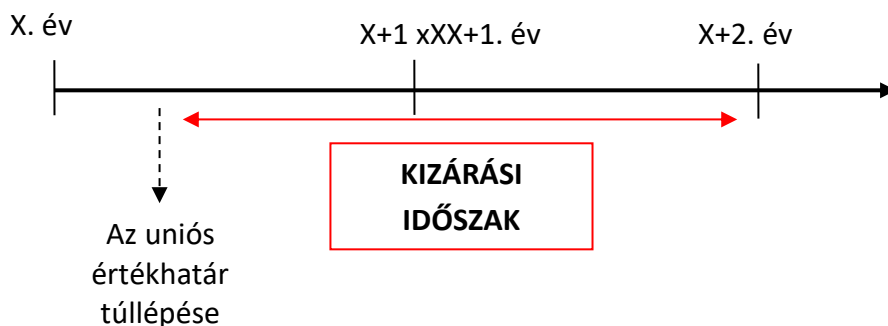 X. év
X+1 xXX+1. év
X+2. év
KIZÁRÁSI
IDŐSZAK
Az uniós
értékhatár
túllépése